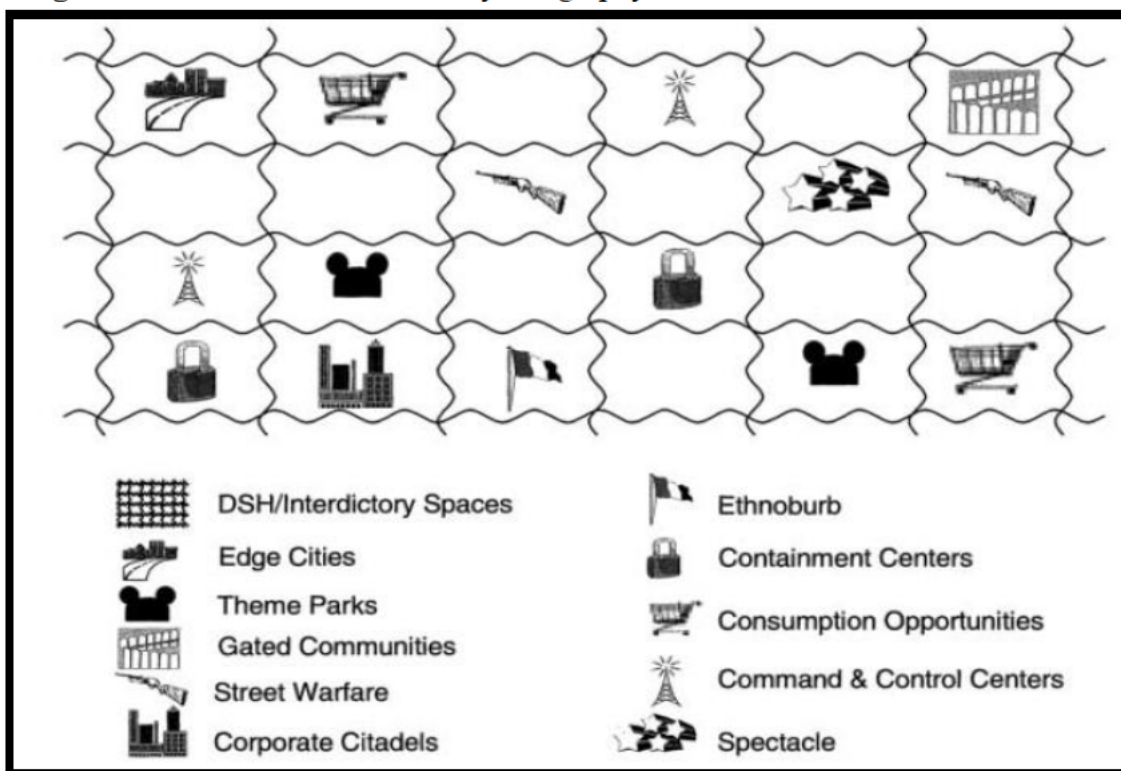 DSH/Interdictory Spaces
Edge Cities
Theme Parks
Gated Communities
Street Warfare
Corporate Citadels
Ethnoburb
Containment Centers
Consumption Opportunities
Command & Control Centers
Spectacle